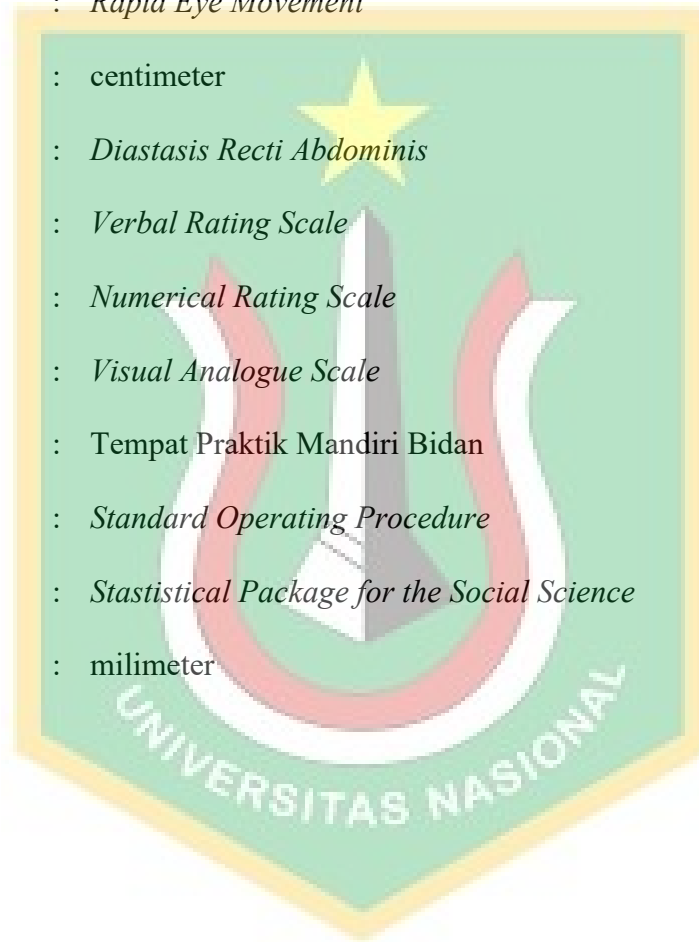 : Rapid Eye Movement
: centimeter
: Diastasis Recti Abdominis
: Verbal Rating Scale
: Numerical Rating Scale
: Visual Analogue Scale
: Tempat Praktik Mandiri Bidan
: Standard Operating Procedure
: Stastistical Package for the Social Science
: milimeter
UNIVERSITAS NASIONAL